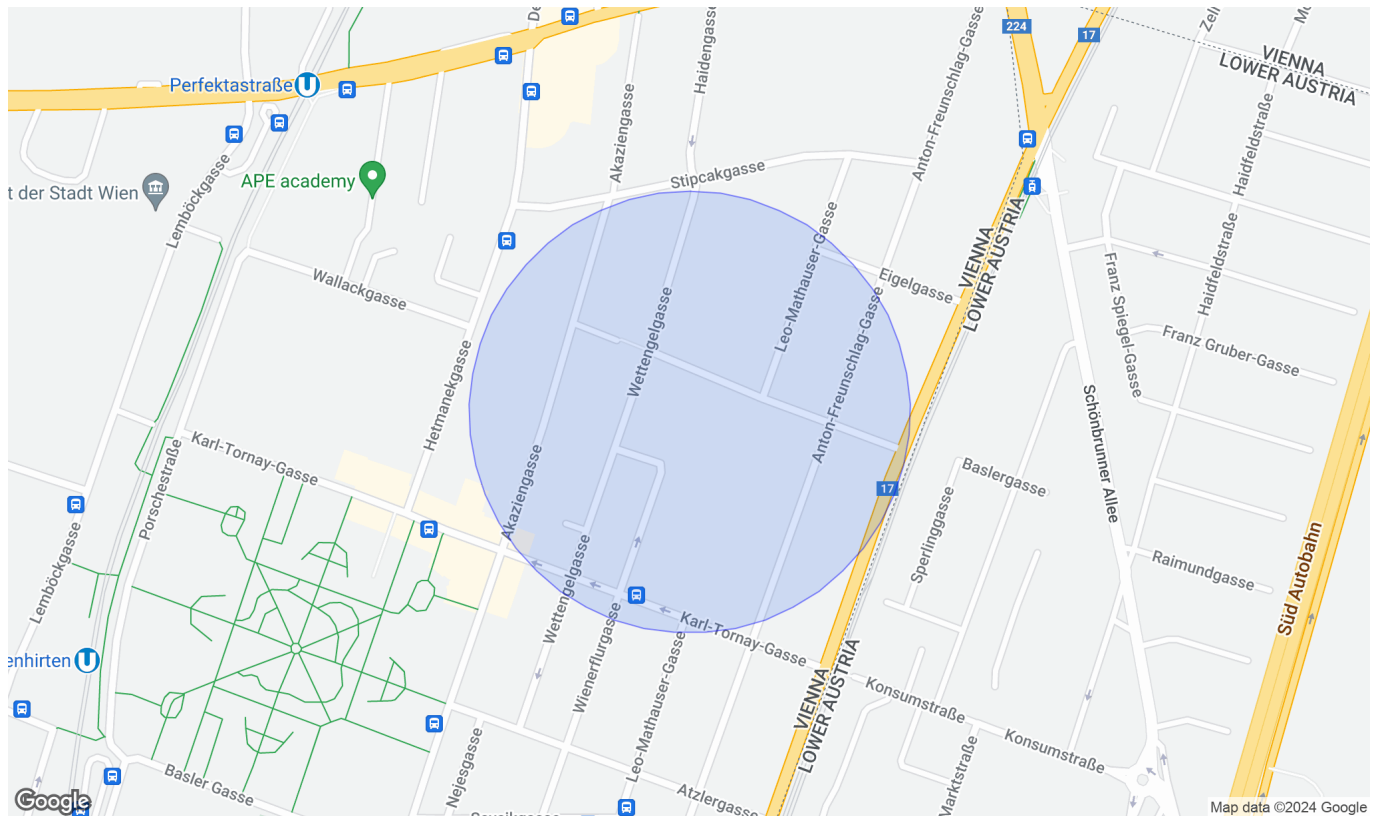 224
17
Zeli
Mo
De
VIENNA
LOWER AUSTRIA
Haidengasse
Perfektastraße
Akaziengasse
Anton-Freunschlag-Gasse
Haidfeldstraße
APE academy
Stipcakgasse
t der Stadt Wien
Lemböckgasse
Leo-Mathauser-Gasse
VIENNA
LOWER AUSTRIA
Haidfeldstraße
Wallackgasse
Eigelgasse
Franz Spiegel-Gasse
Wettengelgasse
Anton-Freunschlag-Gasse
Franz Gruber-Gasse
Hetmanekgasse
Schönbrunner Allee
Karl-Tornay-Gasse
Akaziengasse
Porschestraße
Baslergasse
17
Sperlinggasse
Lemböckgasse
Raimundgasse
Süd Autobahn
Wettengelgasse
Wienerflurgasse
Karl-Tornay-Gasse
Leo-Mathauser-Gasse
enhirten
VIENNA
LOWER AUSTRIA
Konsumstraße
Konsumstraße
Nejesgasse
Marktstraße
Basler Gasse
Atzlergasse
Google
Map data ©2024 Google